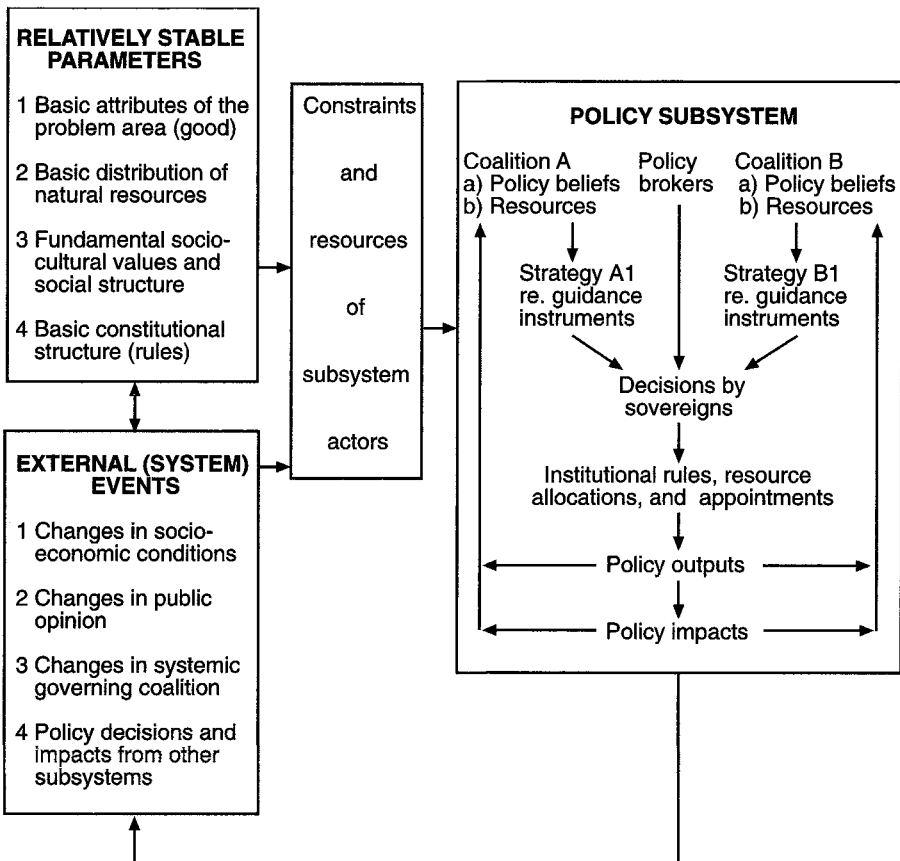 RELATIVELY STABLE
PARAMETERS
1 Basic attributes of the
problem area (good)
2 Basic distribution of
natural resources
3 Fundamental socio-
cultural values and
social structure
4 Basic constitutional
structure (rules)
EXTERNAL (SYSTEM)
EVENTS
1 Changes in socio-
economic conditions
2 Changes in public
opinion
3 Changes in systemic
governing coalition
4 Policy decisions and
impacts from other
subsystems
Constraints
and
resources
of
subsystem
actors
POLICY SUBSYSTEM
Coalition A
a) Policy beliefs
b) Resources
Policy
brokers
Coalition B
a) Policy beliefs
b) Resources
Strategy A1
re. guidance
instruments
Strategy B1
re. guidance
instruments
Decisions by
sovereigns
Institutional rules, resource
allocations, and appointments
Policy outputs
Policy impacts